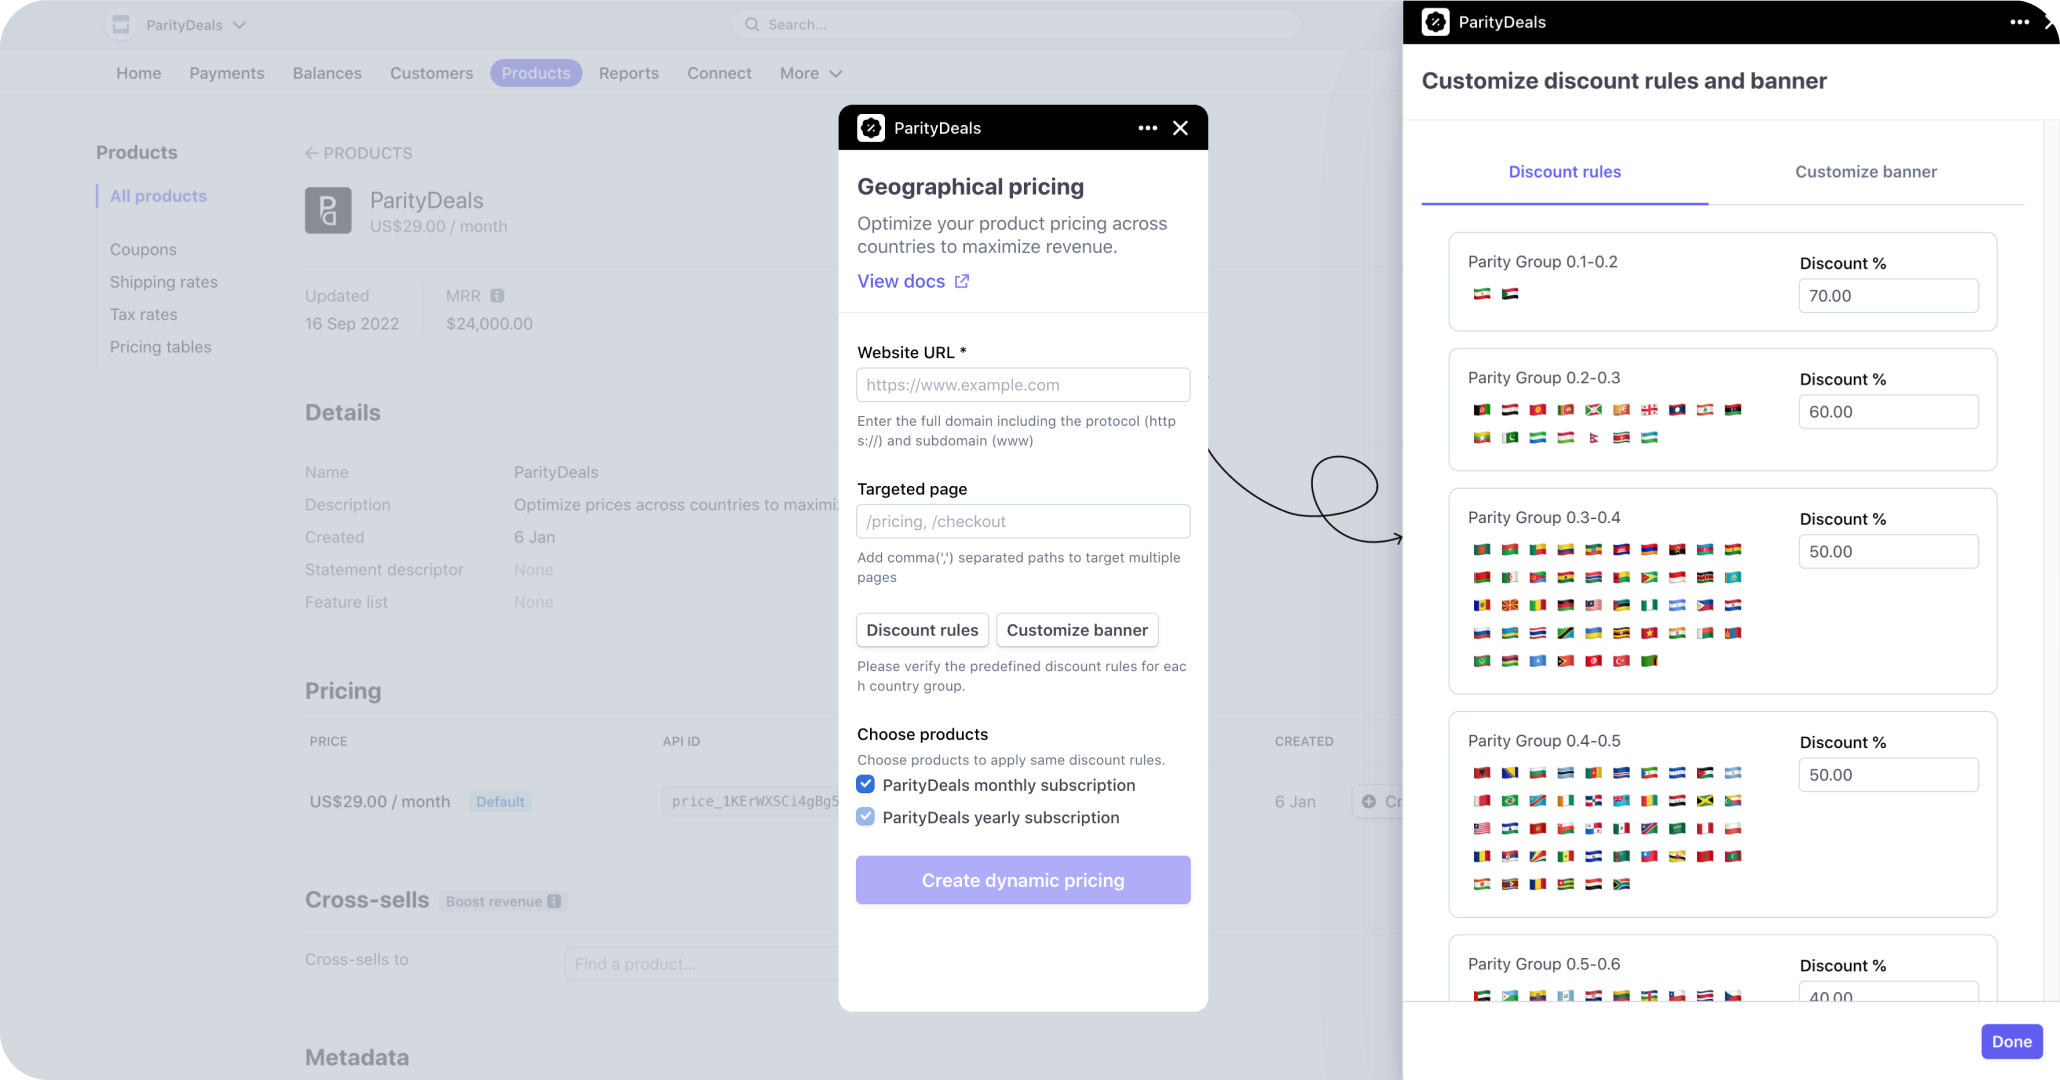 ParityDeals
Search...
Home Payments Balances Customers Products Reports Connect More
Products
All products
Coupons
Shipping rates
Tax rates
Pricing tables
PRODUCTS
ParityDeals
US$29.00 / month
Updated
16 Sep 2022
MRR
$24,000.00
Details
Name ParityDeals
Description Optimize prices across countries to maximi
Created 6 Jan
Statement descriptor None
Feature list None
Pricing
PRICE API ID CREATED
US$29.00 / month Default price_1KErWXSCi4gBg5 6 Jan Cr
Cross-sells Boost revenue
Cross-sells to Find a product...
Metadata
ParityDeals
Geographical pricing
Optimize your product pricing across
countries to maximize revenue.
View docs
Website URL *
https://www.example.com
Enter the full domain including the protocol (http
s://) and subdomain (www)
Targeted page
/pricing, /checkout
Add comma(',') separated paths to target multiple
pages
Discount rules Customize banner
Please verify the predefined discount rules for eac
h country group.
Choose products
Choose products to apply same discount rules.
ParityDeals monthly subscription
ParityDeals yearly subscription
Create dynamic pricing
ParityDeals
Customize discount rules and banner
Discount rules Customize banner
Parity Group 0.1-0.2
Discount %
70.00
Parity Group 0.2-0.3
Discount %
60.00
Parity Group 0.3-0.4
Discount %
50.00
Parity Group 0.4-0.5
Discount %
50.00
Parity Group 0.5-0.6
Discount %
40.00
Done